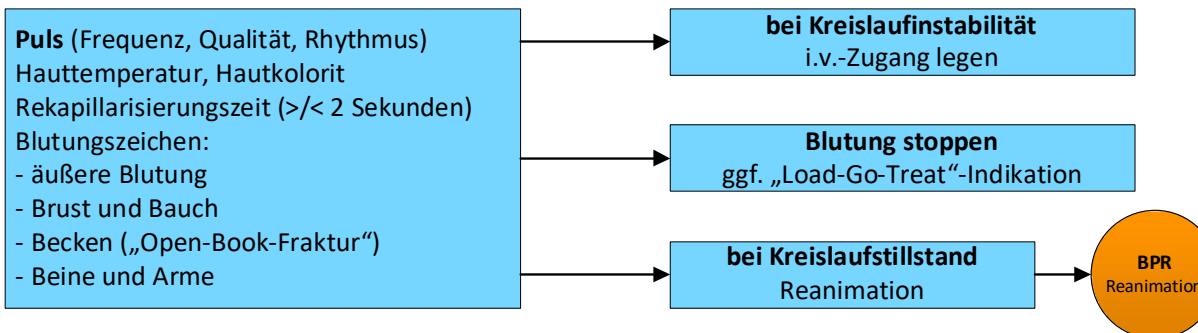 Puls (Frequenz, Qualität, Rhythmus)
Hauttemperatur, Hautkolorit
Rekapillarisierungszeit (>/< 2 Sekunden)
Blutungszeichen:
- äußere Blutung
- Brust und Bauch
- Becken („Open-Book-Fraktur“)
- Beine und Arme
bei Kreislaufinstabilität
i.v.-Zugang legen
Blutung stoppen
ggf. „Load-Go-Treat“-Indikation
bei Kreislaufstillstand
Reanimation
BPR
Reanimation